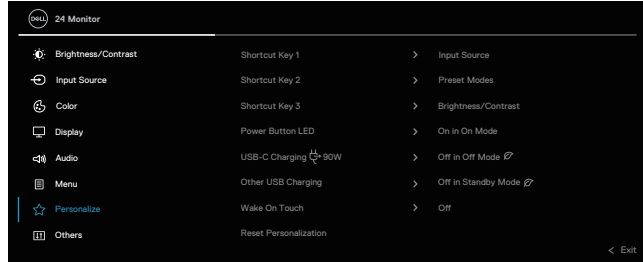 DELL 24 Monitor
Brightness/Contrast Shortcut Key 1 > Input Source
Input Source Shortcut Key 2 > Preset Modes
Color Shortcut Key 3 > Brightness/Contrast
Display Power Button LED > On in On Mode
Audio USB-C Charging 90W > Off in Off Mode
Menu Other USB Charging > Off in Standby Mode
Personalize Wake On Touch > Off
Others Reset Personalization
< Exit